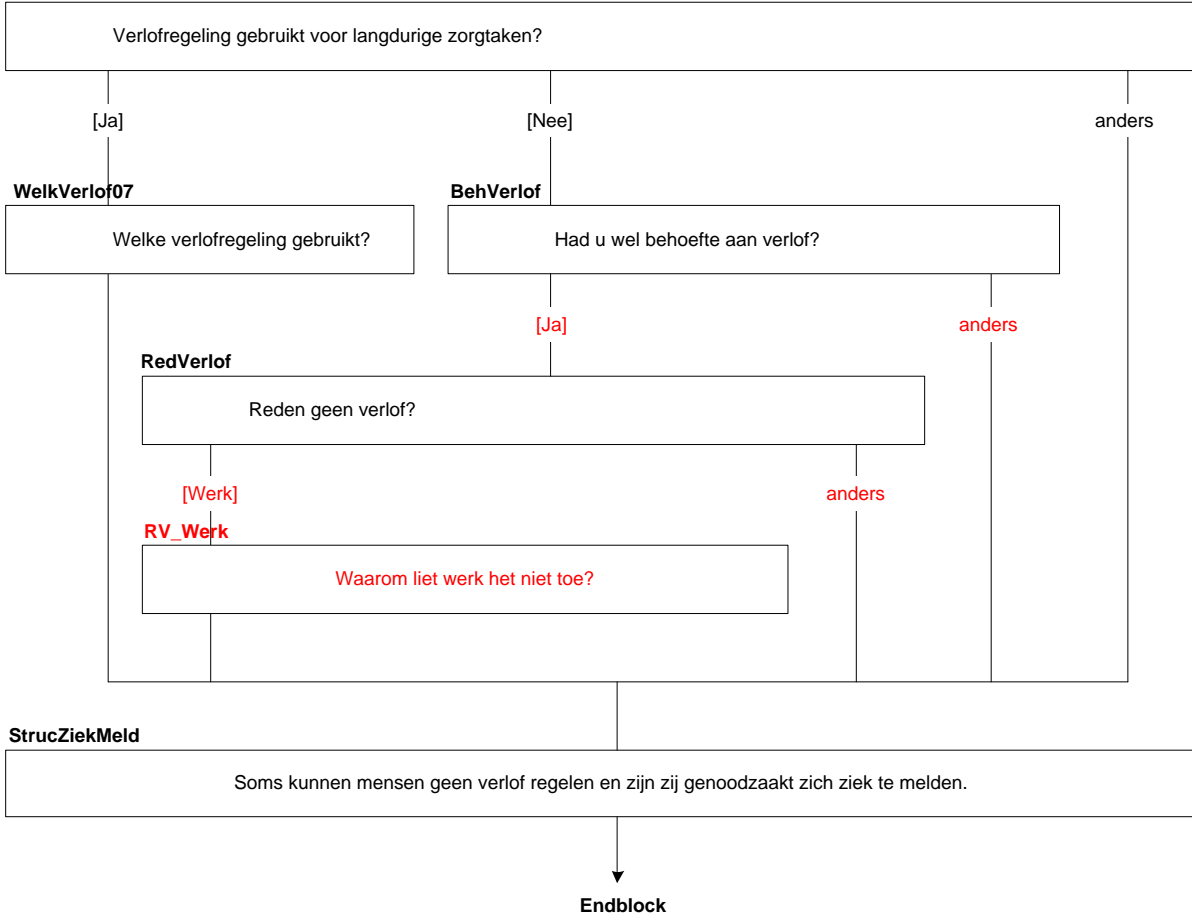 Verlofregeling gebruikt voor langdurige zorgtaken?
[Ja]
[Nee]
anders
WelkVerlof07
BehVerlof
Welke verlofregeling gebruikt?
Had u wel behoefte aan verlof?
[Ja]
anders
RedVerlof
Reden geen verlof?
[Werk]
anders
RV_Werk
Waarom liet werk het niet toe?
StrucZiekMeld
Soms kunnen mensen geen verlof regelen en zijn zij genoodzaakt zich ziek te melden.
Endblock